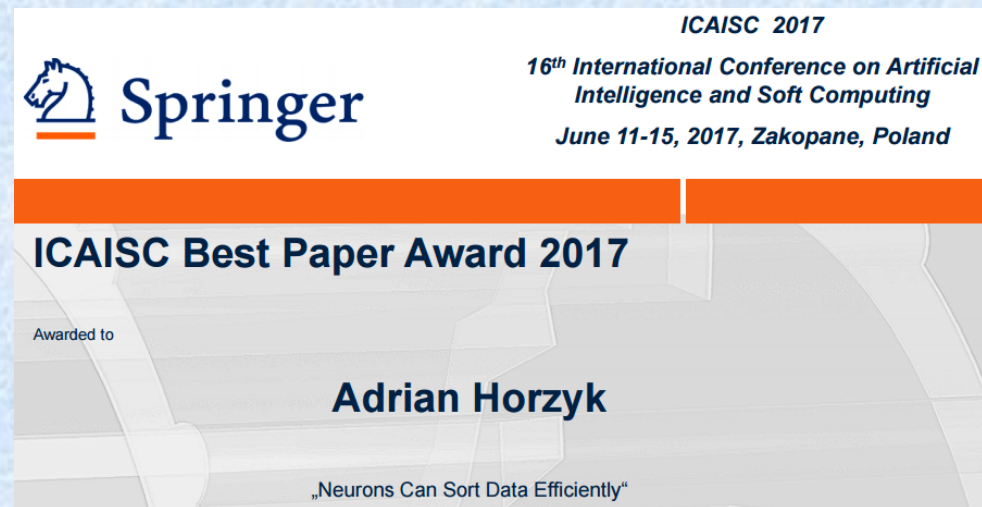 Springer
ICAISC 2017
16th International Conference on Artificial
Intelligence and Soft Computing
June 11-15, 2017, Zakopane, Poland
ICAISC Best Paper Award 2017
Awarded to
Adrian Horzyk
„Neurons Can Sort Data Efficiently“